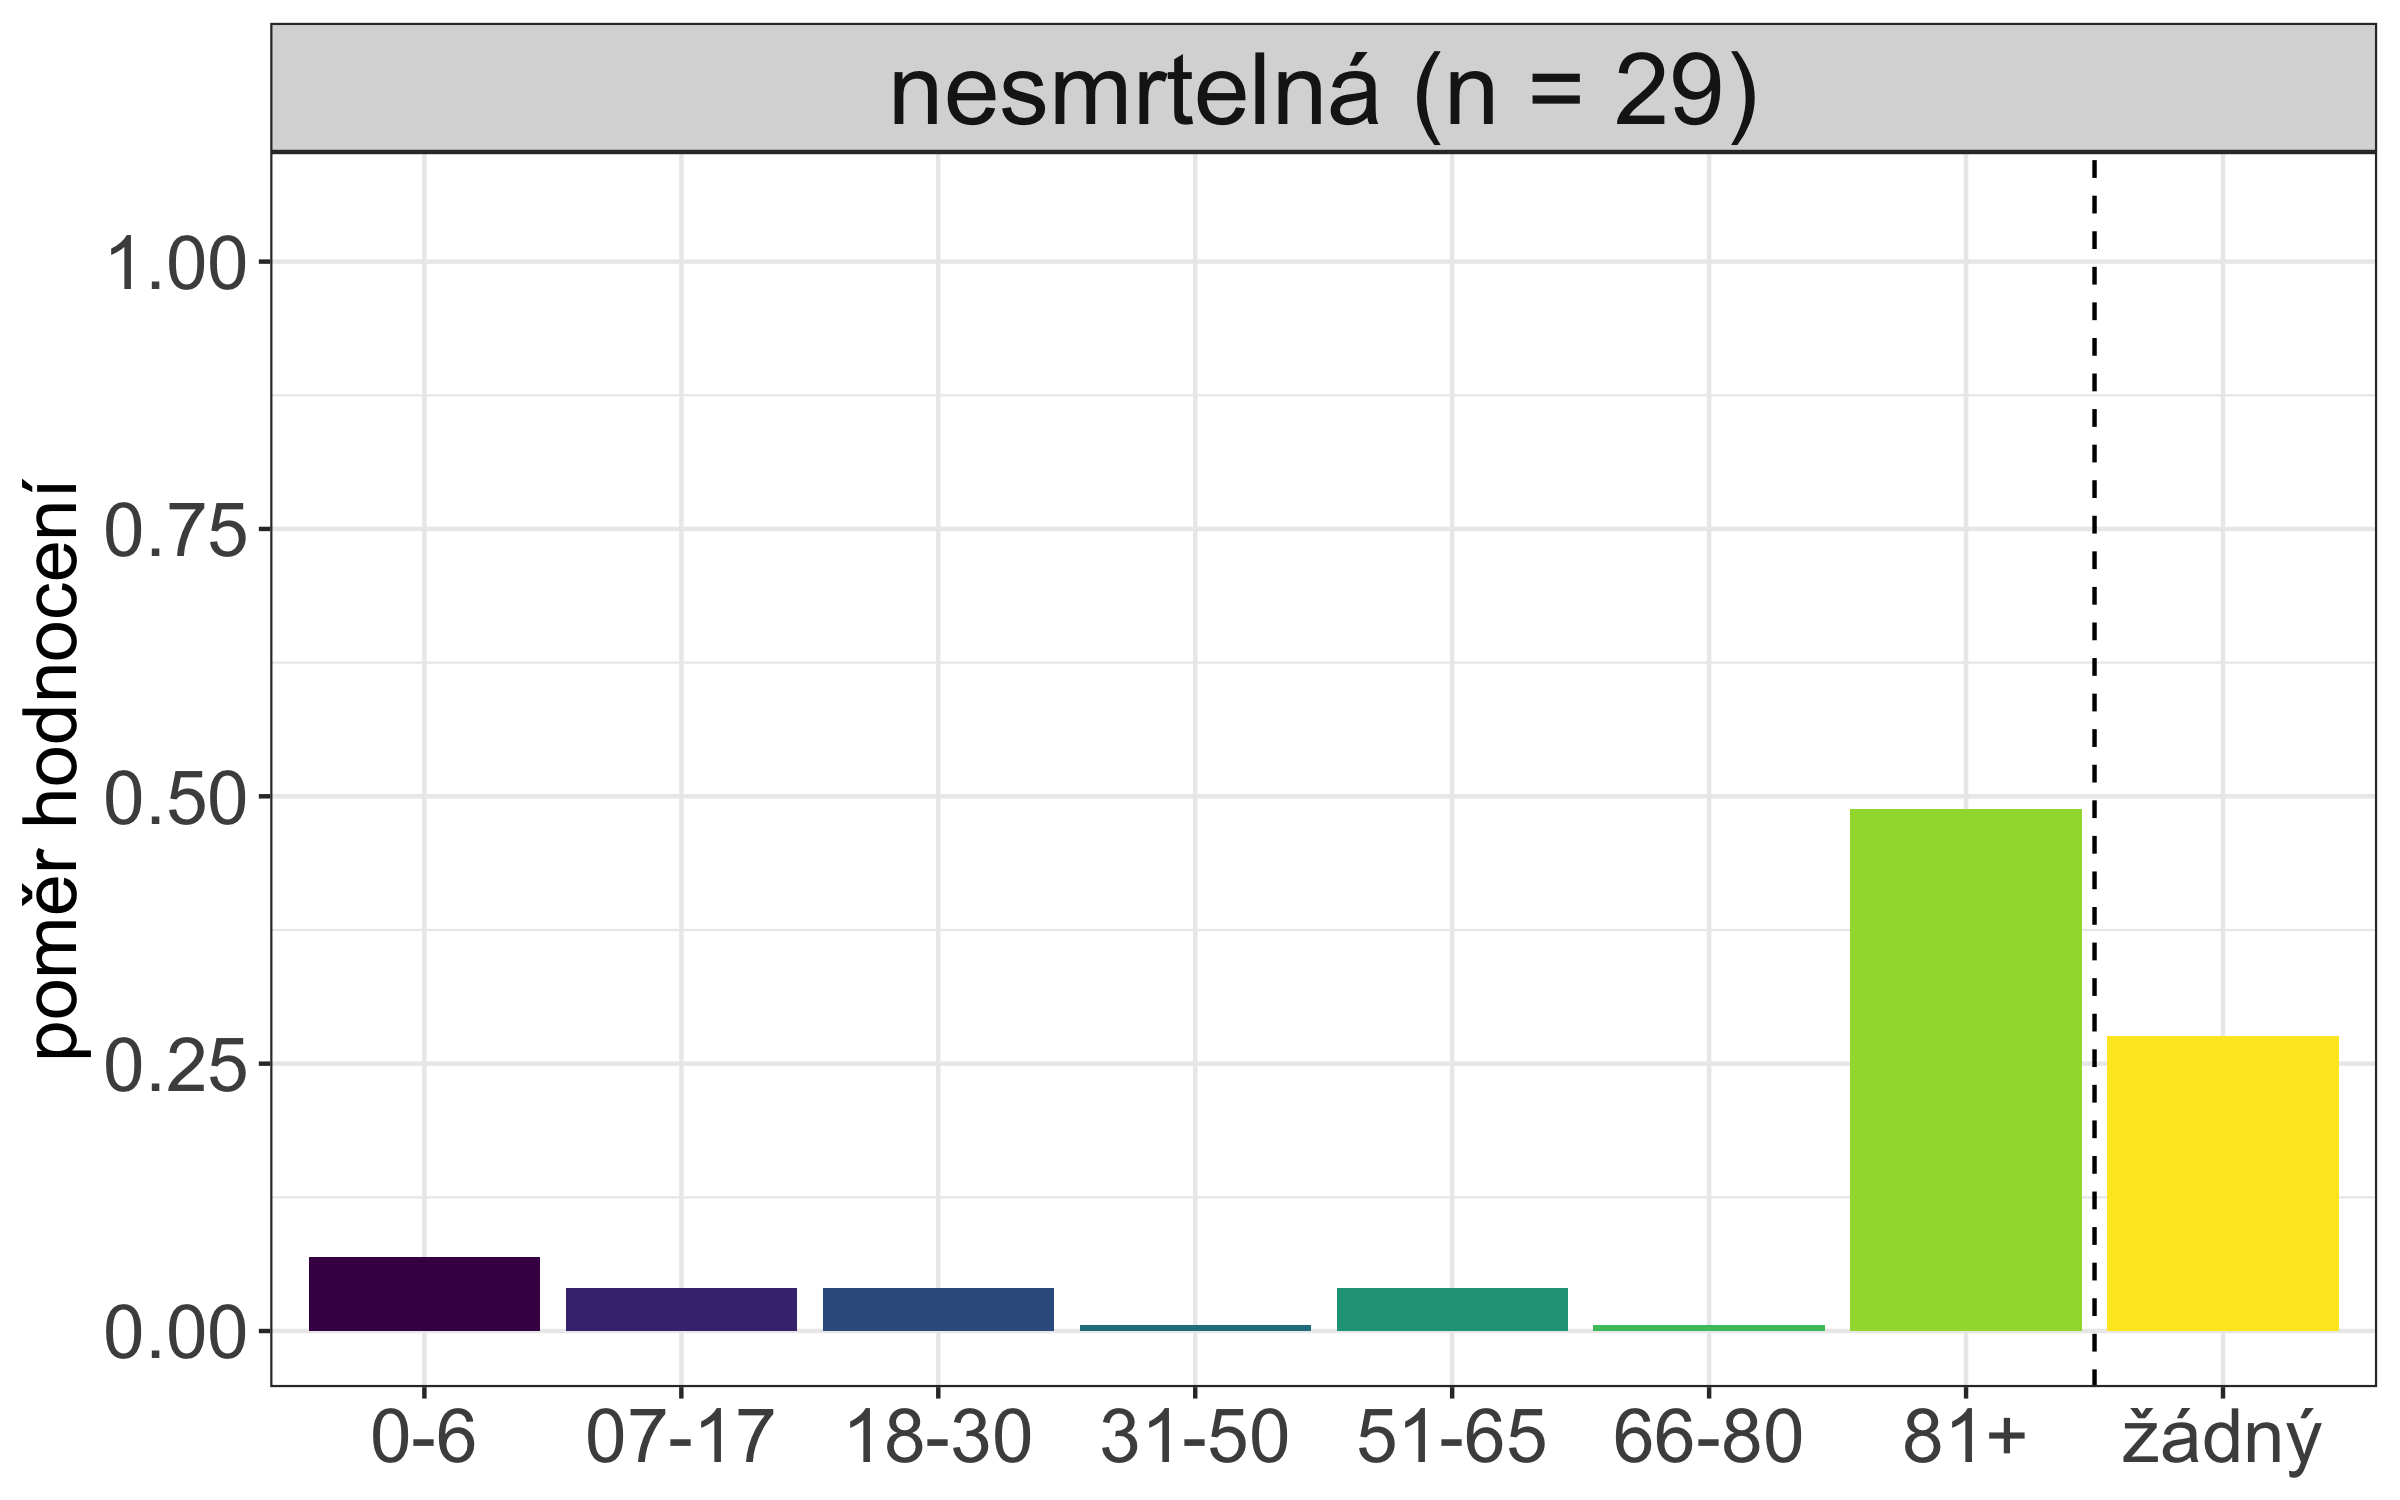 nesmrtelná (n = 29)
poměr hodnocení
1.00
0.75
0.50
0.25
0.00
0-6 07-17 18-30 31-50 51-65 66-80 81+ žádný